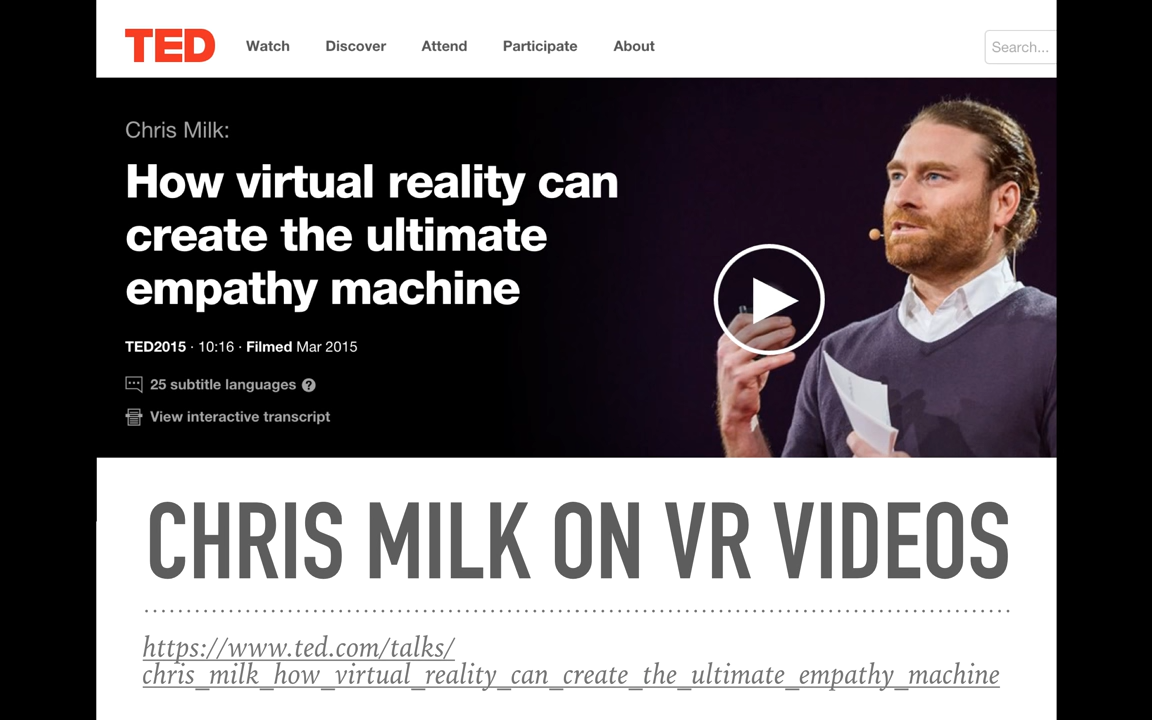 TED Watch Discover Attend Participate About Search...
Chris Milk:
How virtual reality can
create the ultimate
empathy machine
TED2015 · 10:16 · Filmed Mar 2015
25 subtitle languages ?
View interactive transcript
CHRIS MILK ON VR VIDEOS
https://www.ted.com/talks/
chris_milk_how_virtual_reality_can_create_the_ultimate_empathy_machine